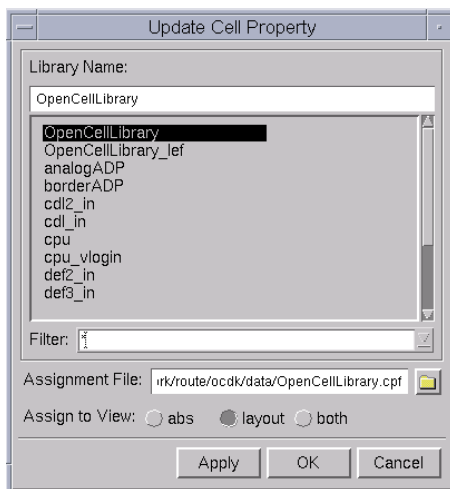 Update Cell Property
Library Name:
OpenCellLibrary
OpenCellLibrary
OpenCellLibrary_lef
analogADP
borderADP
cdl2_in
cdl_in
cpu
cpu_vlogin
def2_in
def3_in
Filter: *
Assignment File: ırk/route/ocdk/data/OpenCellLibrary.cpf
Assign to View: abs layout both
Apply OK Cancel